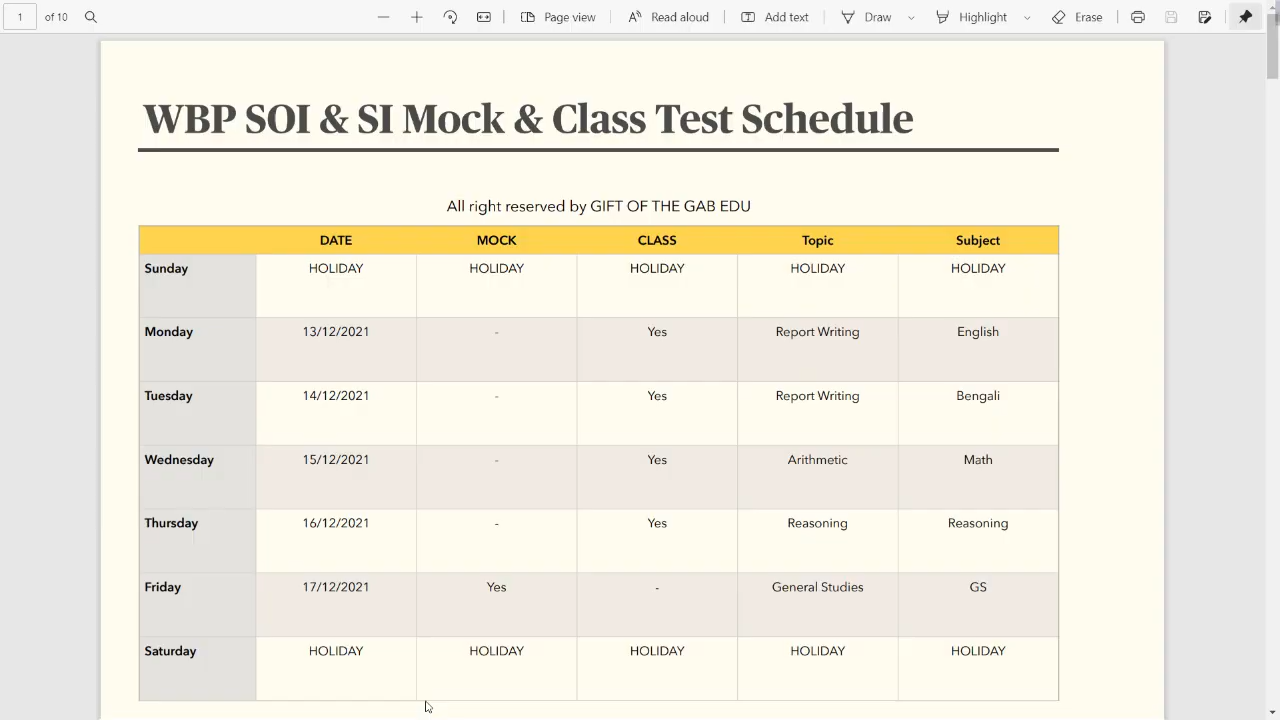 1 of 10 Page view Read aloud Add text Draw Highlight Erase
WBP SOI & SI Mock & Class Test Schedule
All right reserved by GIFT OF THE GAB EDU
DATE MOCK CLASS Topic Subject
Sunday HOLIDAY HOLIDAY HOLIDAY HOLIDAY HOLIDAY
Monday 13/12/2021 - Yes Report Writing English
Tuesday 14/12/2021 - Yes Report Writing Bengali
Wednesday 15/12/2021 - Yes Arithmetic Math
Thursday 16/12/2021 - Yes Reasoning Reasoning
Friday 17/12/2021 Yes - General Studies GS
Saturday HOLIDAY HOLIDAY HOLIDAY HOLIDAY HOLIDAY